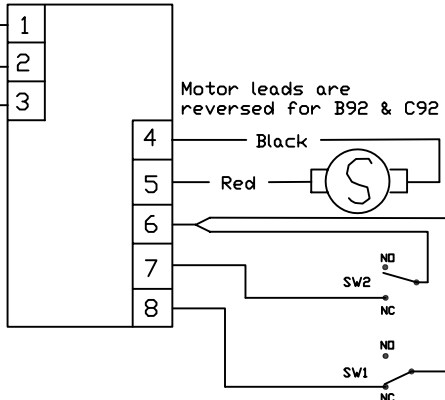 1
2
3
Motor leads are
reversed for B92 & C92
4
Black
5
Red
S
6
7
NO
SW2
NC
8
NO
SW1
NC